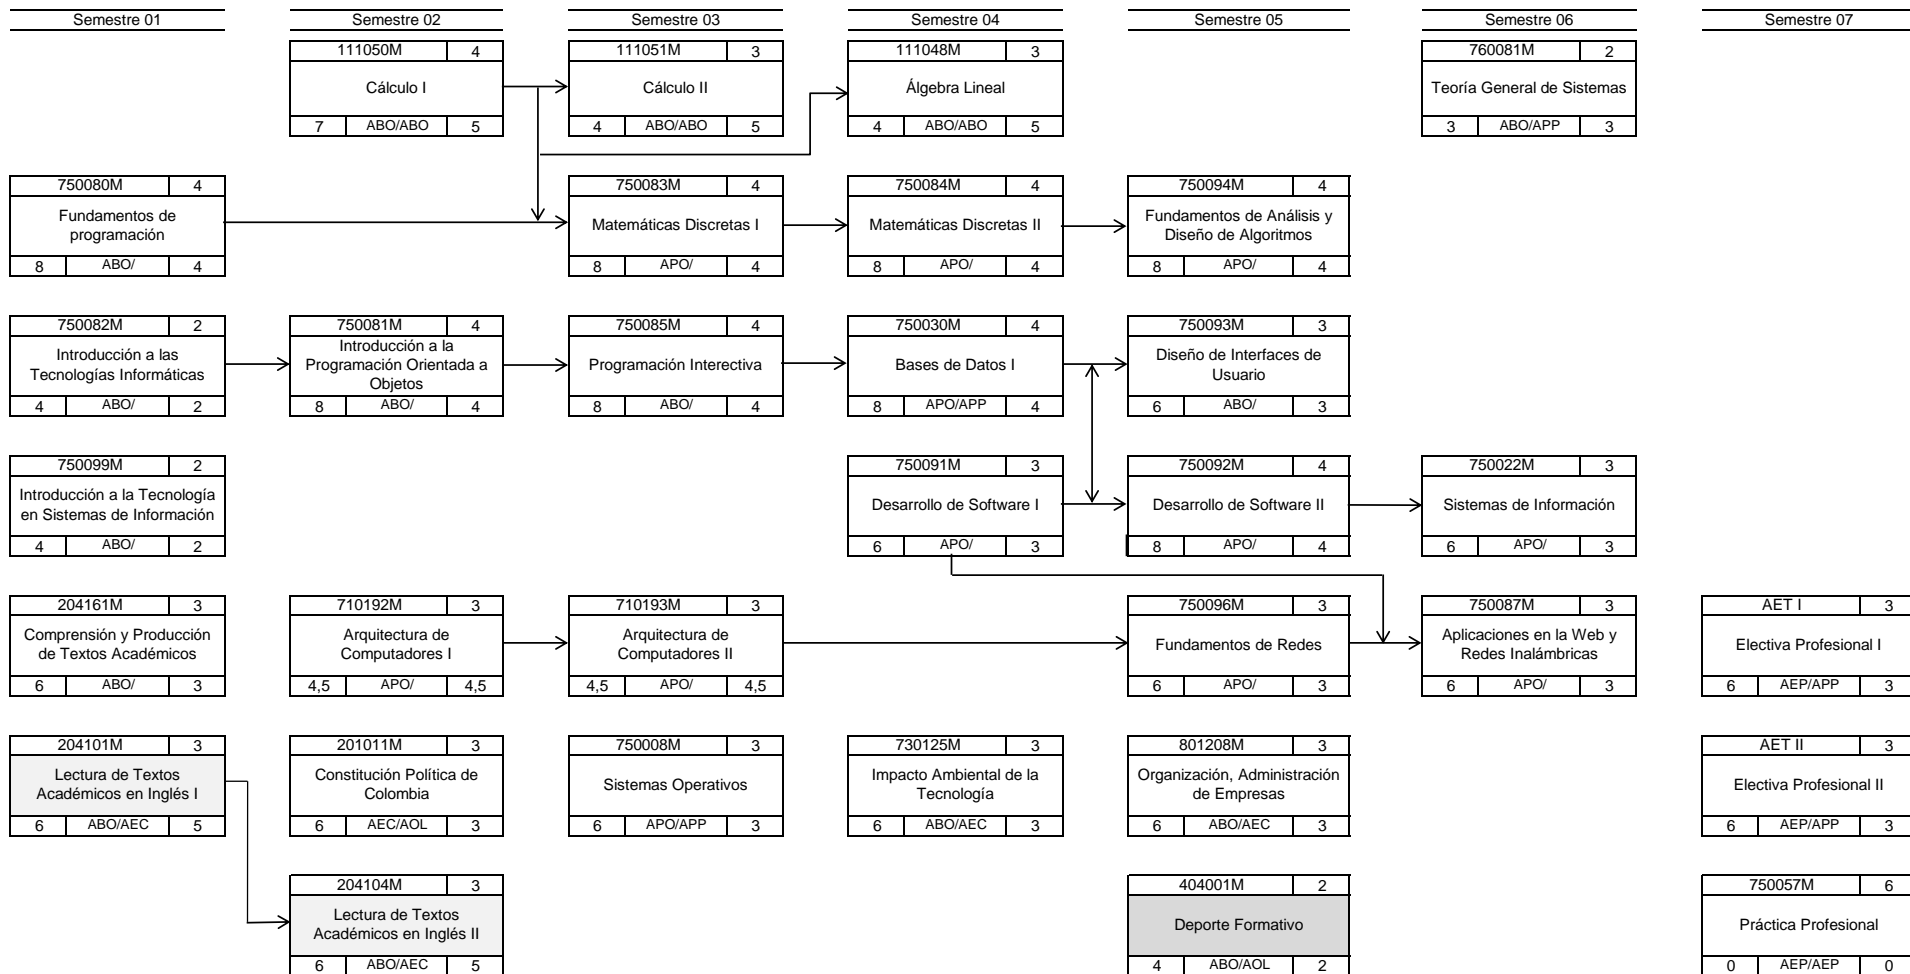 Semestre 01 Semestre 02 Semestre 03 Semestre 04 Semestre 05 Semestre 06 Semestre 07
111050M 4
Cálculo I
7 ABO/ABO 5
111051M 3
Cálculo II
4 ABO/ABO 5
111048M 3
Álgebra Lineal
4 ABO/ABO 5
760081M 2
Teoría General de Sistemas
3 ABO/APP 3
750080M 4
Fundamentos de
programación
8 ABO/ 4
750083M 4
Matemáticas Discretas I
8 APO/ 4
750084M 4
Matemáticas Discretas II
8 APO/ 4
750094M 4
Fundamentos de Análisis y
Diseño de Algoritmos
8 APO/ 4
750082M 2
Introducción a las
Tecnologías Informáticas
4 ABO/ 2
750081M 4
Introducción a la
Programación Orientada a
Objetos
8 ABO/ 4
750085M 4
Programación Interectiva
8 ABO/ 4
750030M 4
Bases de Datos I
8 APO/APP 4
750093M 3
Diseño de Interfaces de
Usuario
6 ABO/ 3
750099M 2
Introducción a la Tecnología
en Sistemas de Información
4 ABO/ 2
750091M 3
Desarrollo de Software I
6 APO/ 3
750092M 4
Desarrollo de Software II
8 APO/ 4
750022M 3
Sistemas de Información
6 APO/ 3
204161M 3
Comprensión y Producción
de Textos Académicos
6 ABO/ 3
710192M 3
Arquitectura de
Computadores I
4,5 APO/ 4,5
710193M 3
Arquitectura de
Computadores II
4,5 APO/ 4,5
750096M 3
Fundamentos de Redes
6 APO/ 3
750087M 3
Aplicaciones en la Web y
Redes Inalámbricas
6 APO/ 3
AET I 3
Electiva Profesional I
6 AEP/APP 3
204101M 3
Lectura de Textos
Académicos en Inglés I
6 ABO/AEC 5
201011M 3
Constitución Política de
Colombia
6 AEC/AOL 3
750008M 3
Sistemas Operativos
6 APO/APP 3
730125M 3
Impacto Ambiental de la
Tecnología
6 ABO/AEC 3
801208M 3
Organización, Administración
de Empresas
6 ABO/AEC 3
AET II 3
Electiva Profesional II
6 AEP/APP 3
204104M 3
Lectura de Textos
Académicos en Inglés II
6 ABO/AEC 5
404001M 2
Deporte Formativo
4 ABO/AOL 2
750057M 6
Práctica Profesional
0 AEP/AEP 0